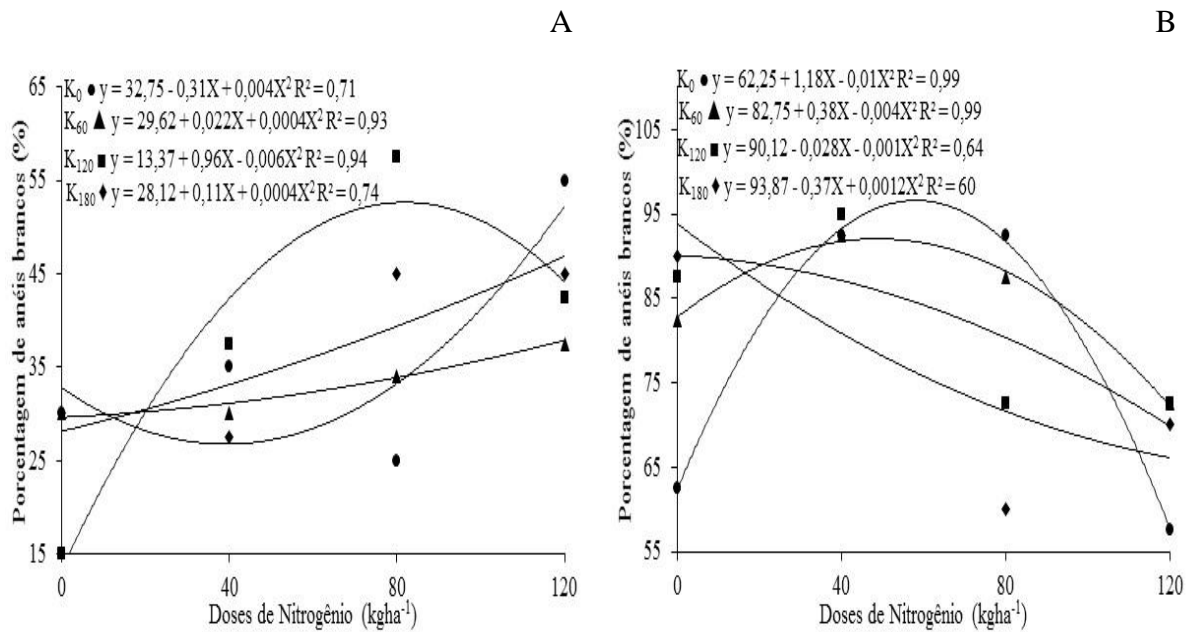 A
65
K₀ ● y = 32,75 - 0,31X + 0,004X² R² = 0,71
K₆₀ ▲ y = 29,62 + 0,022X + 0,0004X² R² = 0,93
K₁₂₀ ■ y = 13,37 + 0,96X - 0,006X² R² = 0,94
K₁₈₀ ♦ y = 28,12 + 0,11X + 0,0004X² R² = 0,74
55
45
35
25
15
Porcentagem de anéis brancos (%)
0 40 80 120
Doses de Nitrogênio (kgha⁻¹)
B
K₀ ● y = 62,25 + 1,18X - 0,01X² R² = 0,99
K₆₀ ▲ y = 82,75 + 0,38X - 0,004X² R² = 0,99
K₁₂₀ ■ y = 90,12 - 0,028X - 0,001X² R² = 0,64
K₁₈₀ ♦ y = 93,87 - 0,37X + 0,0012X² R² = 60
105
95
85
75
65
55
Porcentagem de anéis brancos (%)
0 40 80 120
Doses de Nitrogênio (kgha⁻¹)